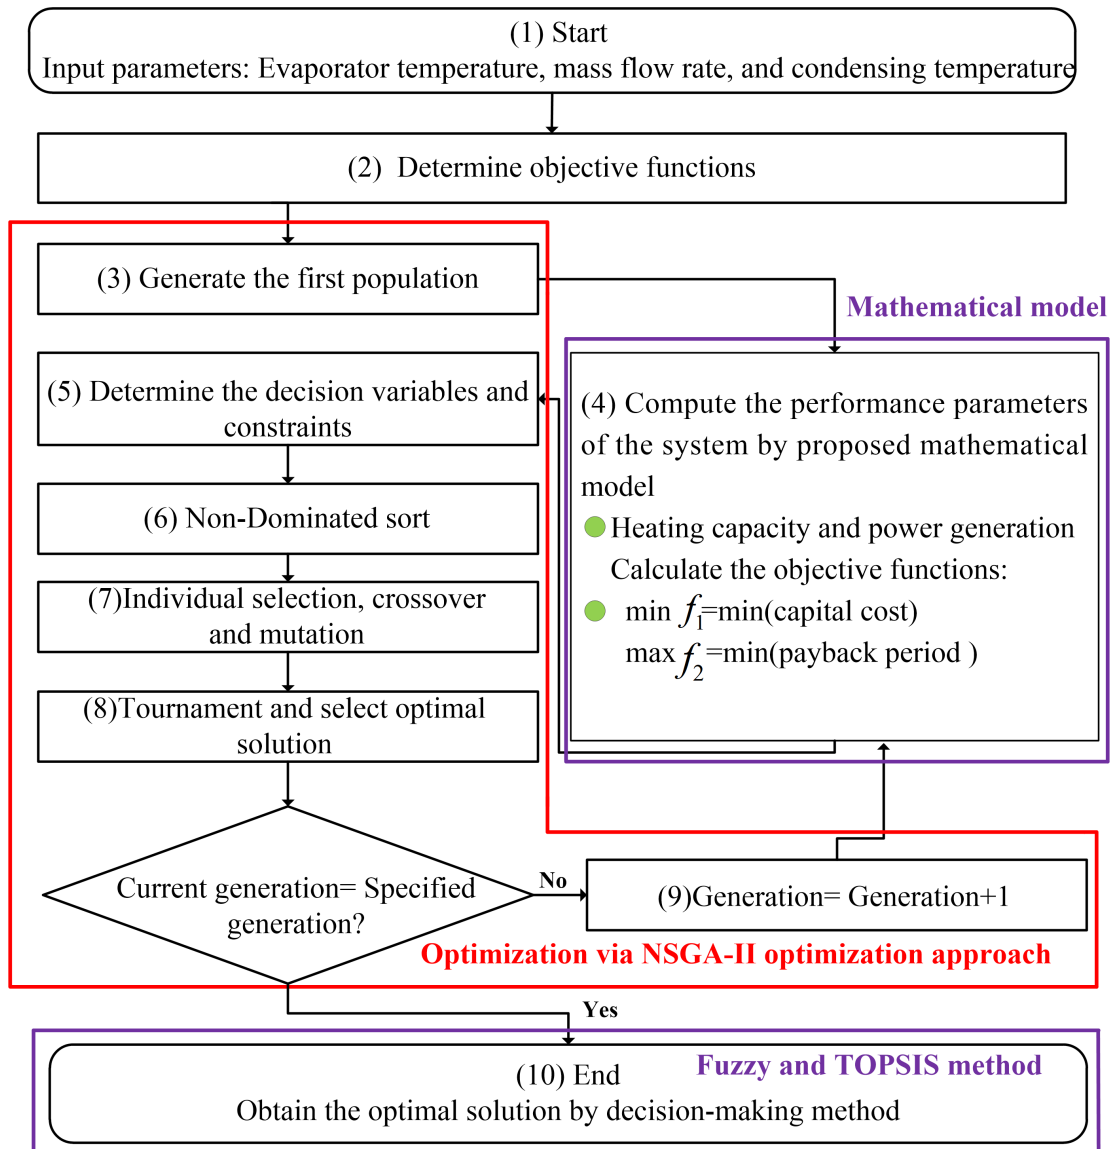 (1) Start
Input parameters: Evaporator temperature, mass flow rate, and condensing temperature
(2) Determine objective functions
(3) Generate the first population
Mathematical model
(4) Compute the performance parameters
of the system by proposed mathematical
model
Heating capacity and power generation
Calculate the objective functions:
min f1=min(capital cost)
max f2=min(payback period )
(5) Determine the decision variables and
constraints
(6) Non-Dominated sort
(7)Individual selection, crossover
and mutation
(8)Tournament and select optimal
solution
Current generation= Specified
generation?
No
(9)Generation= Generation+1
Optimization via NSGA-II optimization approach
Yes
Fuzzy and TOPSIS method
(10) End
Obtain the optimal solution by decision-making method